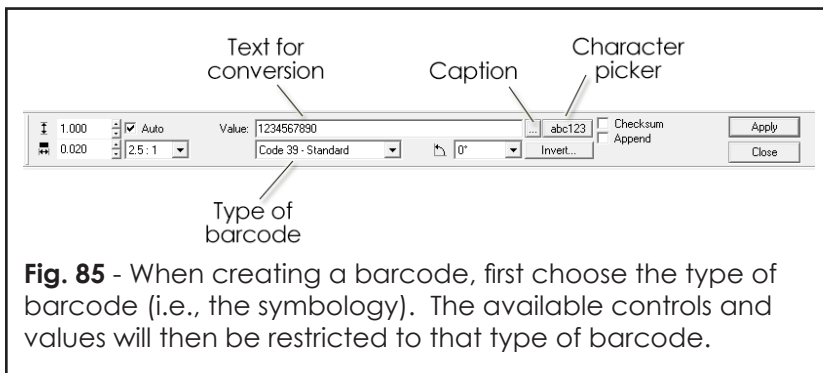 Text for
conversion
Caption
Character
picker
1.000
Auto
Value:
1234567890
...
abc123
Checksum
Apply
0.020
2.5 : 1
Code 39 - Standard
0°
Invert...
Append
Close
Type of
barcode
Fig. 85 - When creating a barcode, first choose the type of
barcode (i.e., the symbology). The available controls and
values will then be restricted to that type of barcode.